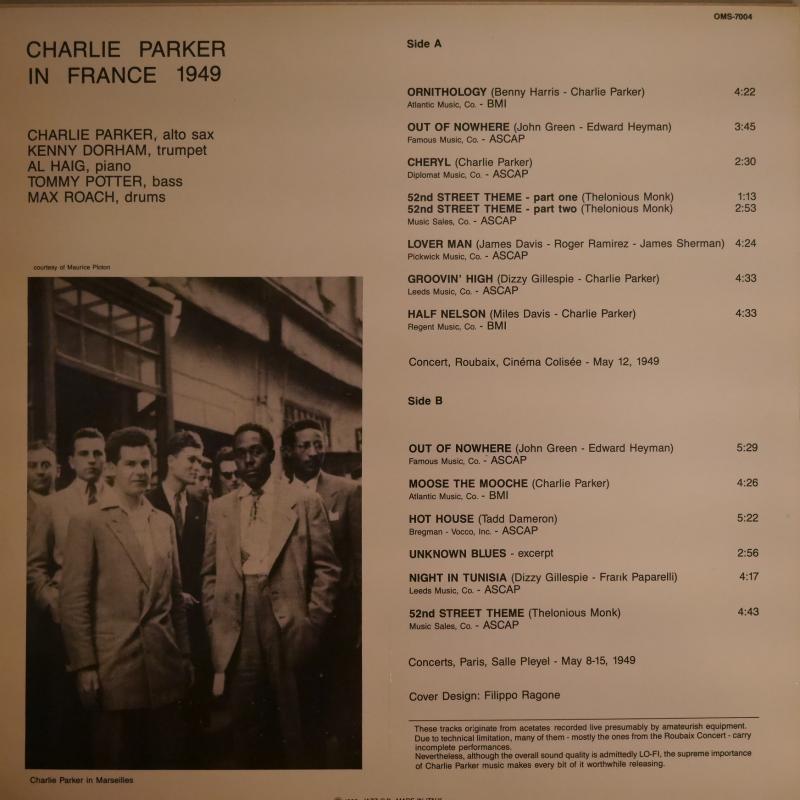 OMS-7004
CHARLIE PARKER
IN FRANCE 1949
CHARLIE PARKER, alto sax
KENNY DORHAM, trumpet
AL HAIG, piano
TOMMY POTTER, bass
MAX ROACH, drums
courtesy of Maurice Ploton
Charlie Parker in Marseilles
Side A
ORNITHOLOGY (Benny Harris - Charlie Parker) 4:22
Atlantic Music, Co. - BMI
OUT OF NOWHERE (John Green - Edward Heyman) 3:45
Famous Music, Co. - ASCAP
CHERYL (Charlie Parker) 2:30
Diplomat Music, Co. - ASCAP
52nd STREET THEME - part one (Thelonious Monk) 1:13
52nd STREET THEME - part two (Thelonious Monk) 2:53
Music Sales, Co. - ASCAP
LOVER MAN (James Davis - Roger Ramirez - James Sherman) 4:24
Pickwick Music, Co. - ASCAP
GROOVIN' HIGH (Dizzy Gillespie - Charlie Parker) 4:33
Leeds Music, Co. - ASCAP
HALF NELSON (Miles Davis - Charlie Parker) 4:33
Regent Music, Co. - BMI
Concert, Roubaix, Cinéma Colisée - May 12, 1949
Side B
OUT OF NOWHERE (John Green - Edward Heyman) 5:29
Famous Music, Co. - ASCAP
MOOSE THE MOOCHE (Charlie Parker) 4:26
Atlantic Music, Co. - BMI
HOT HOUSE (Tadd Dameron) 5:22
Bregman - Vocco, Inc. - ASCAP
UNKNOWN BLUES - excerpt 2:56
NIGHT IN TUNISIA (Dizzy Gillespie - Frank Paparelli) 4:17
Leeds Music, Co. - ASCAP
52nd STREET THEME (Thelonious Monk) 4:43
Music Sales, Co. - ASCAP
Concerts, Paris, Salle Pleyel - May 8-15, 1949
Cover Design: Filippo Ragone
These tracks originate from acetates recorded live presumably by amateurish equipment.
Due to technical limitation, many of them - mostly the ones from the Roubaix Concert - carry
incomplete performances.
Nevertheless, although the overall sound quality is admittedly LO-FI, the supreme importance
of Charlie Parker music makes every bit of it worthwhile releasing.